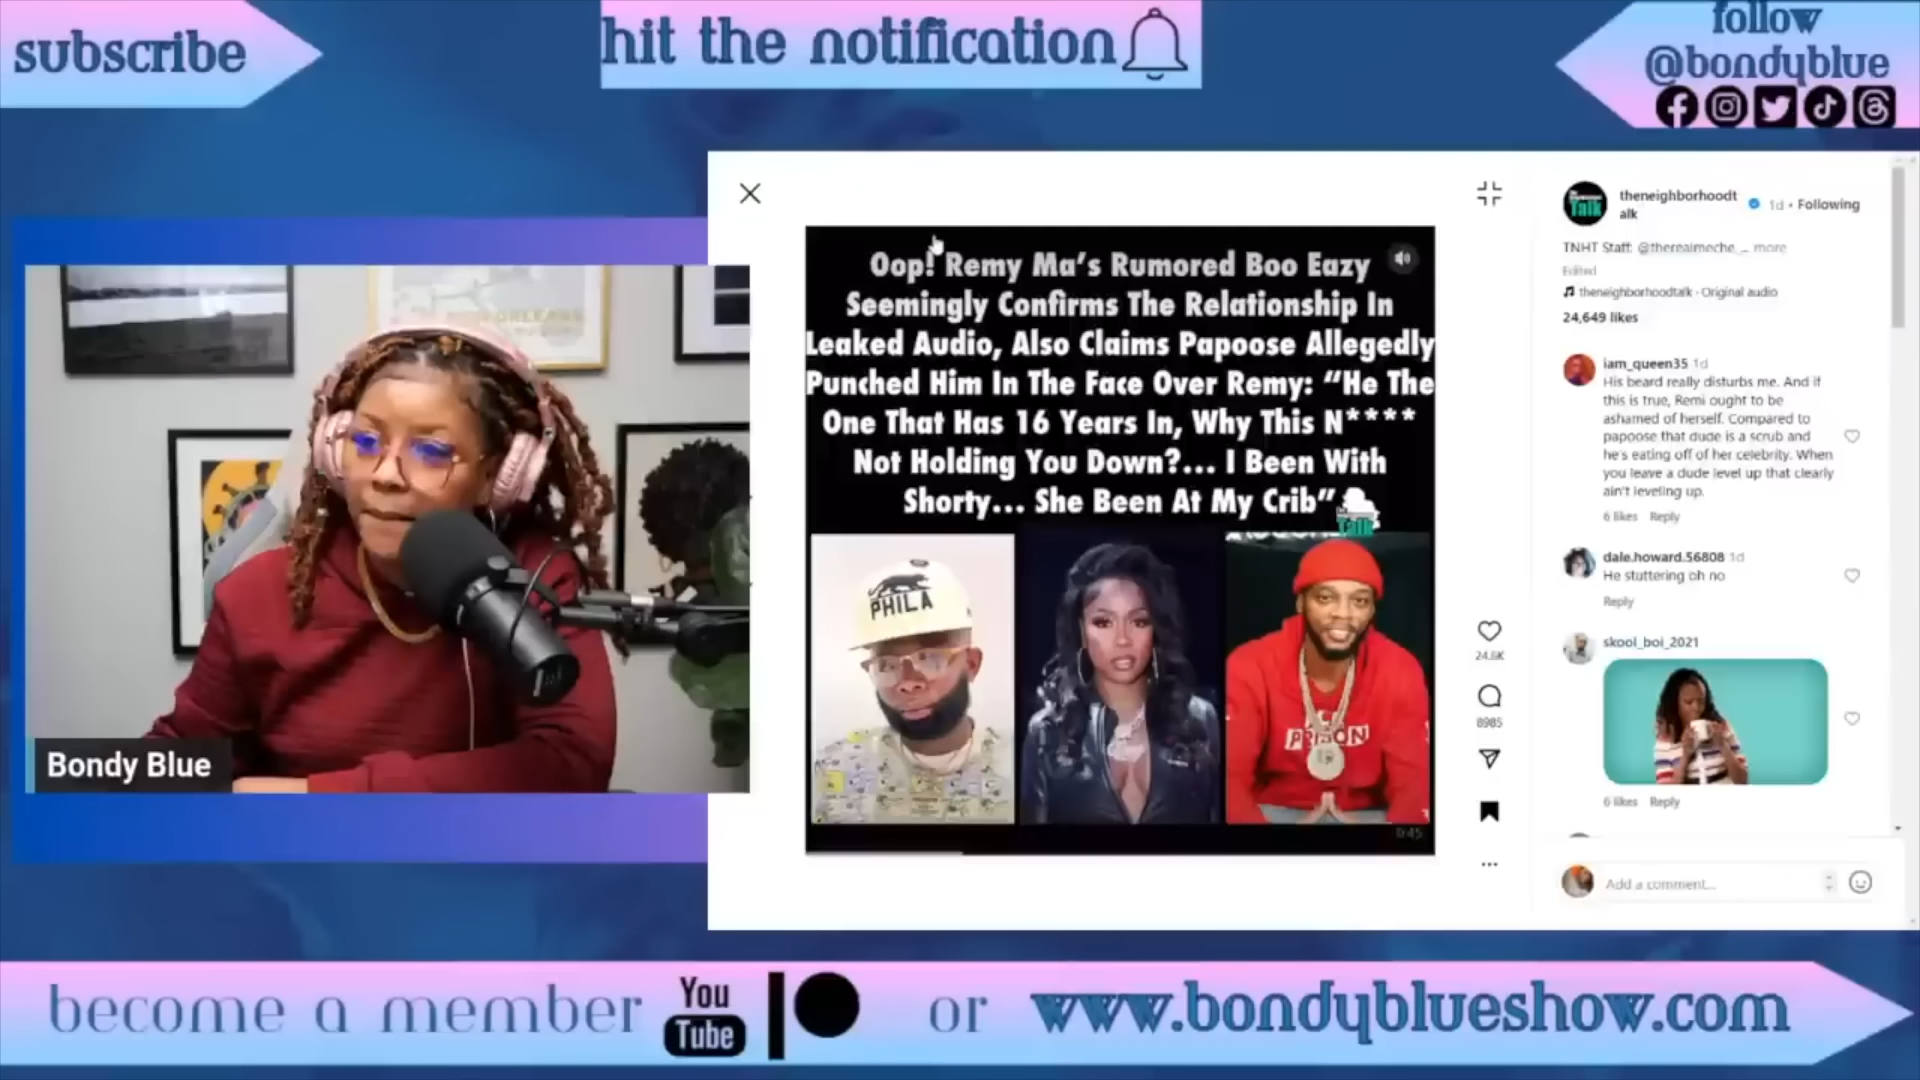 subscribe
hit the notification
follow
@bondyblue
Bondy Blue
Oop! Remy Ma's Rumored Boo Eazy
Seemingly Confirms The Relationship In
Leaked Audio, Also Claims Papoose Allegedly
Punched Him In The Face Over Remy: “He The
One That Has 16 Years In, Why This N****
Not Holding You Down?... I Been With
Shorty... She Been At My Crib”
Talk
PHILA
PRISON
0:45
24.6K
8985
...
Talk
theneighborhoodt
alk
1d • Following
TNHT Staff: @therealmeche_... more
Edited
theneighborhoodtalk · Original audio
24,649 likes
iam_queen35 1d
His beard really disturbs me. And if
this is true, Remi ought to be
ashamed of herself. Compared to
papoose that dude is a scrub and
he's eating off of her celebrity. When
you leave a dude level up that clearly
ain't leveling up.
6 likes Reply
dale.howard.56808 1d
He stuttering oh no
Reply
skool_boi_2021
6 likes Reply
Add a comment...
become a member
You
Tube
or
www.bondyblueshow.com